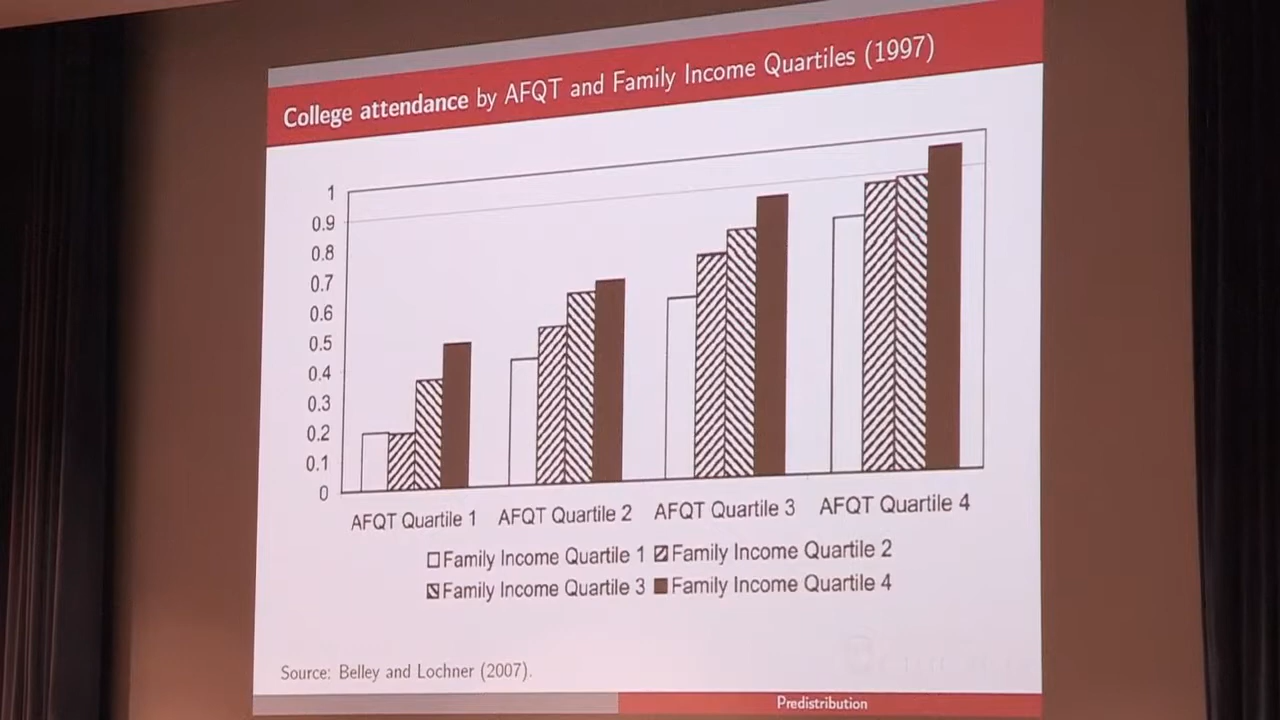 College attendance by AFQT and Family Income Quartiles (1997)
1
0.9
0.8
0.7
0.6
0.5
0.4
0.3
0.2
0.1
0
AFQT Quartile 1 AFQT Quartile 2 AFQT Quartile 3 AFQT Quartile 4
Family Income Quartile 1 Family Income Quartile 2
Family Income Quartile 3 Family Income Quartile 4
Source: Belley and Lochner (2007).
Predistribution